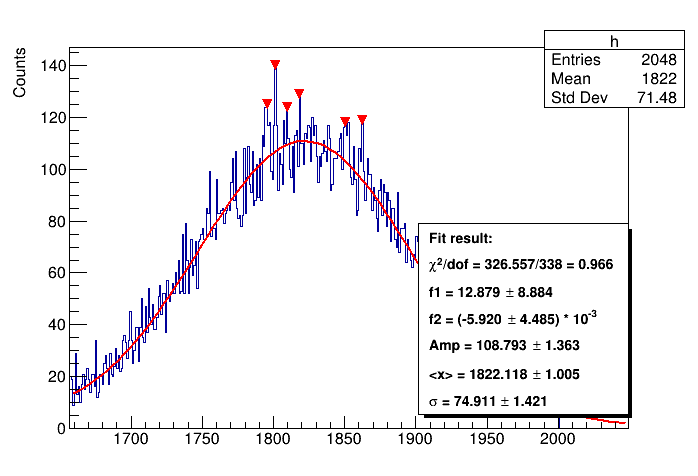 h
Entries 2048
Mean 1822
Std Dev 71.48
Counts
140
120
100
80
60
40
20
0
Fit result:
χ²/dof = 326.557/338 = 0.966
f1 = 12.879 ± 8.884
f2 = (-5.920 ± 4.485) * 10⁻³
Amp = 108.793 ± 1.363
<x> = 1822.118 ± 1.005
σ = 74.911 ± 1.421
1700 1750 1800 1850 1900 1950 2000